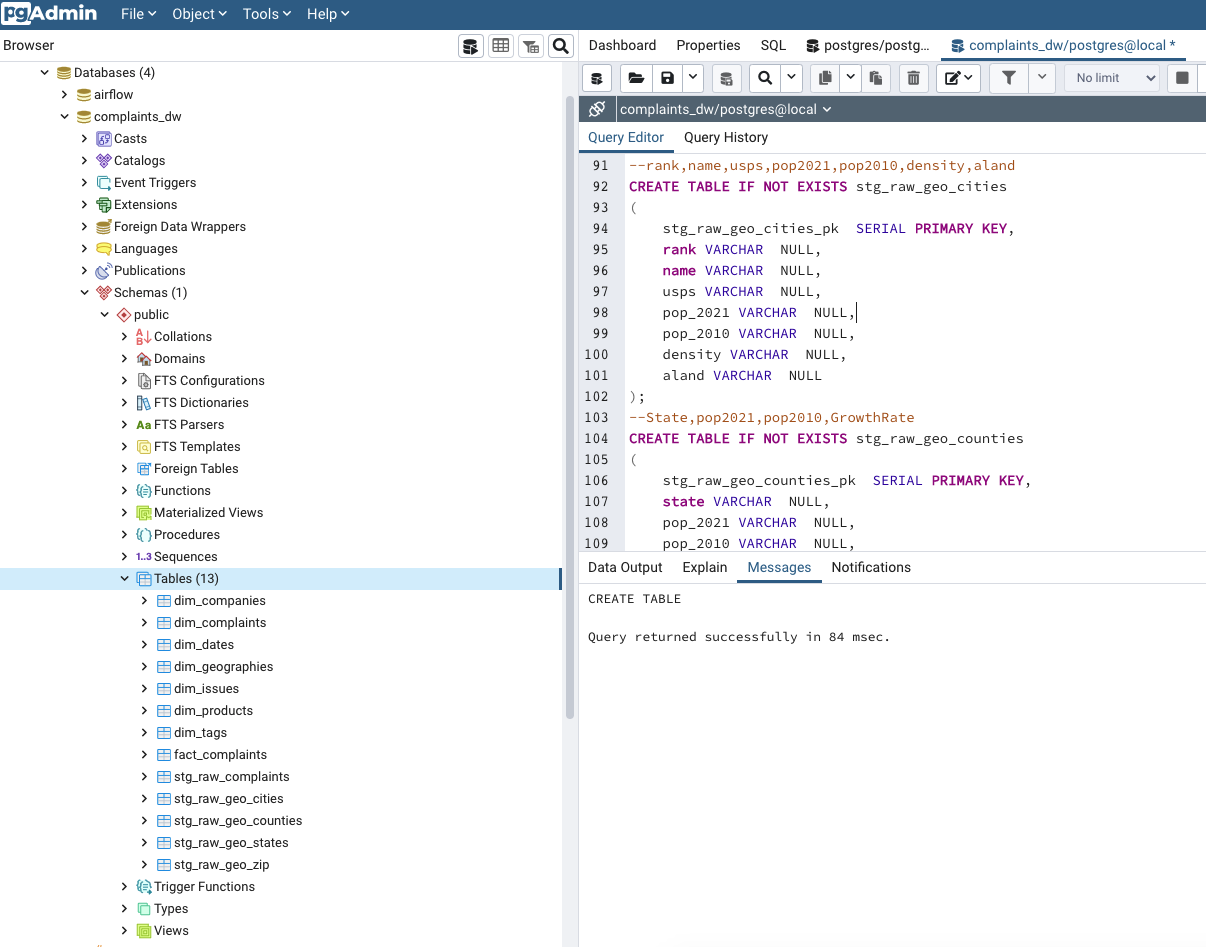 pgAdmin File Object Tools Help
Browser
Databases (4)
airflow
complaints_dw
Casts
Catalogs
Event Triggers
Extensions
Foreign Data Wrappers
Languages
Publications
Schemas (1)
public
Collations
Domains
FTS Configurations
FTS Dictionaries
Aa FTS Parsers
FTS Templates
Foreign Tables
Functions
Materialized Views
Procedures
1..3 Sequences
Tables (13)
dim_companies
dim_complaints
dim_dates
dim_geographies
dim_issues
dim_products
dim_tags
fact_complaints
stg_raw_complaints
stg_raw_geo_cities
stg_raw_geo_counties
stg_raw_geo_states
stg_raw_geo_zip
Trigger Functions
Types
Views
Dashboard Properties SQL postgres/postg... complaints_dw/postgres@local *
No limit
complaints_dw/postgres@local
Query Editor Query History
91 --rank,name,usps,pop2021,pop2010,density,aland
92 CREATE TABLE IF NOT EXISTS stg_raw_geo_cities
93 (
94 stg_raw_geo_cities_pk SERIAL PRIMARY KEY,
95 rank VARCHAR NULL,
96 name VARCHAR NULL,
97 usps VARCHAR NULL,
98 pop_2021 VARCHAR NULL,
99 pop_2010 VARCHAR NULL,
100 density VARCHAR NULL,
101 aland VARCHAR NULL
102 );
103 --State,pop2021,pop2010,GrowthRate
104 CREATE TABLE IF NOT EXISTS stg_raw_geo_counties
105 (
106 stg_raw_geo_counties_pk SERIAL PRIMARY KEY,
107 state VARCHAR NULL,
108 pop_2021 VARCHAR NULL,
109 pop_2010 VARCHAR NULL,
Data Output Explain Messages Notifications
CREATE TABLE
Query returned successfully in 84 msec.